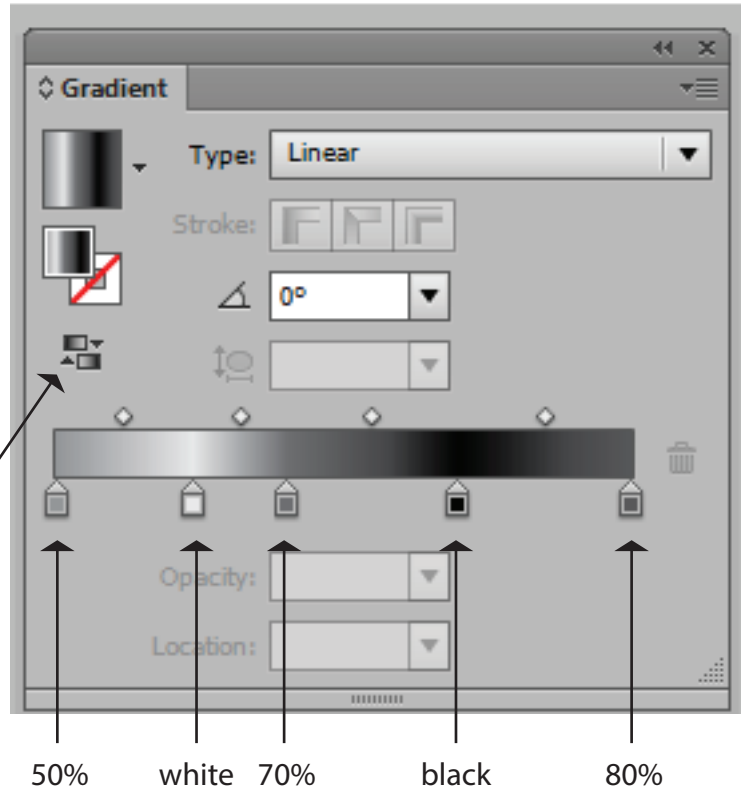 Gradient
Type: Linear
Stroke:
0°
Opacity:
Location:
50% white 70% black 80%